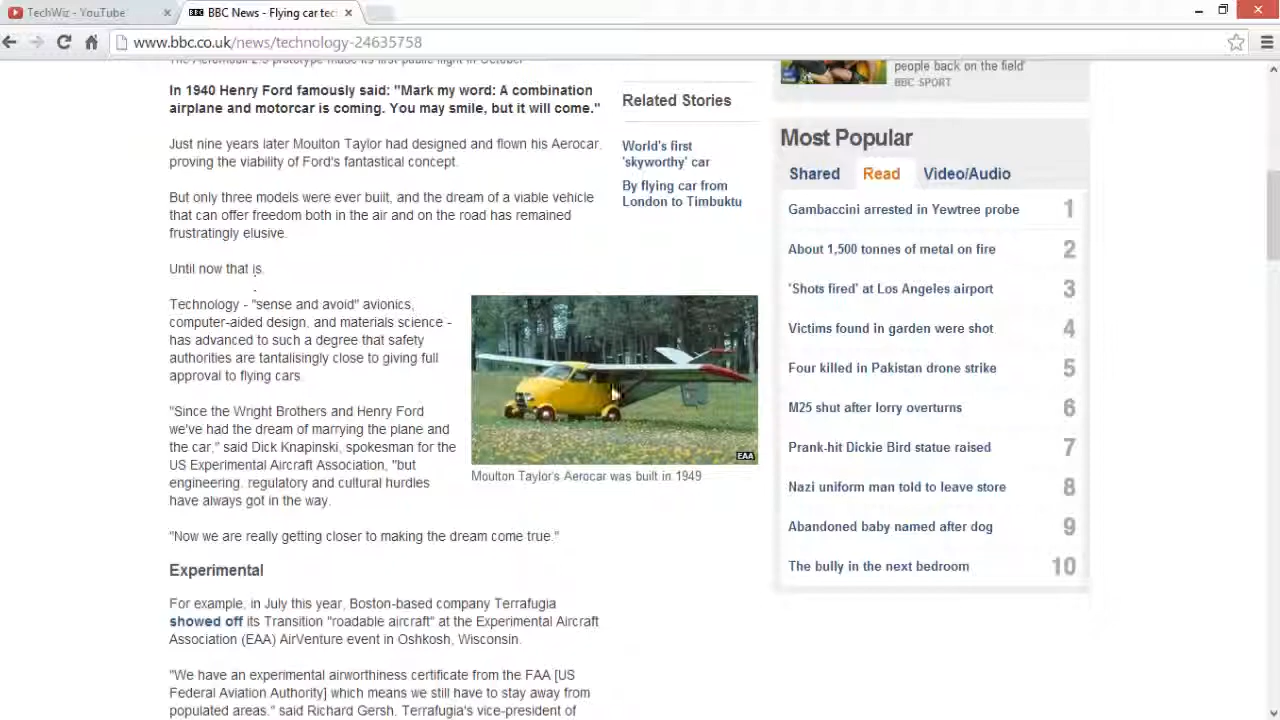 TechWiz - YouTube
BBC News - Flying car tec
www.bbc.co.uk/news/technology-24635758
people back on the field'
BBC SPORT
In 1940 Henry Ford famously said: "Mark my word: A combination
airplane and motorcar is coming. You may smile, but it will come."
Just nine years later Moulton Taylor had designed and flown his Aerocar,
proving the viability of Ford's fantastical concept.
But only three models were ever built, and the dream of a viable vehicle
that can offer freedom both in the air and on the road has remained
frustratingly elusive.
Until now that is.
Technology - "sense and avoid" avionics,
computer-aided design, and materials science -
has advanced to such a degree that safety
authorities are tantalisingly close to giving full
approval to flying cars.
"Since the Wright Brothers and Henry Ford
we've had the dream of marrying the plane and
the car," said Dick Knapinski, spokesman for the
US Experimental Aircraft Association, "but
engineering, regulatory and cultural hurdles
have always got in the way.
EAA
Moulton Taylor's Aerocar was built in 1949
"Now we are really getting closer to making the dream come true."
Experimental
For example, in July this year, Boston-based company Terrafugia
showed off its Transition "roadable aircraft" at the Experimental Aircraft
Association (EAA) AirVenture event in Oshkosh, Wisconsin.
"We have an experimental airworthiness certificate from the FAA [US
Federal Aviation Authority] which means we still have to stay away from
populated areas," said Richard Gersh, Terrafugia's vice-president of
Related Stories
World's first
'skyworthy' car
By flying car from
London to Timbuktu
Most Popular
Shared Read Video/Audio
Gambaccini arrested in Yewtree probe 1
About 1,500 tonnes of metal on fire 2
'Shots fired' at Los Angeles airport 3
Victims found in garden were shot 4
Four killed in Pakistan drone strike 5
M25 shut after lorry overturns 6
Prank-hit Dickie Bird statue raised 7
Nazi uniform man told to leave store 8
Abandoned baby named after dog 9
The bully in the next bedroom 10